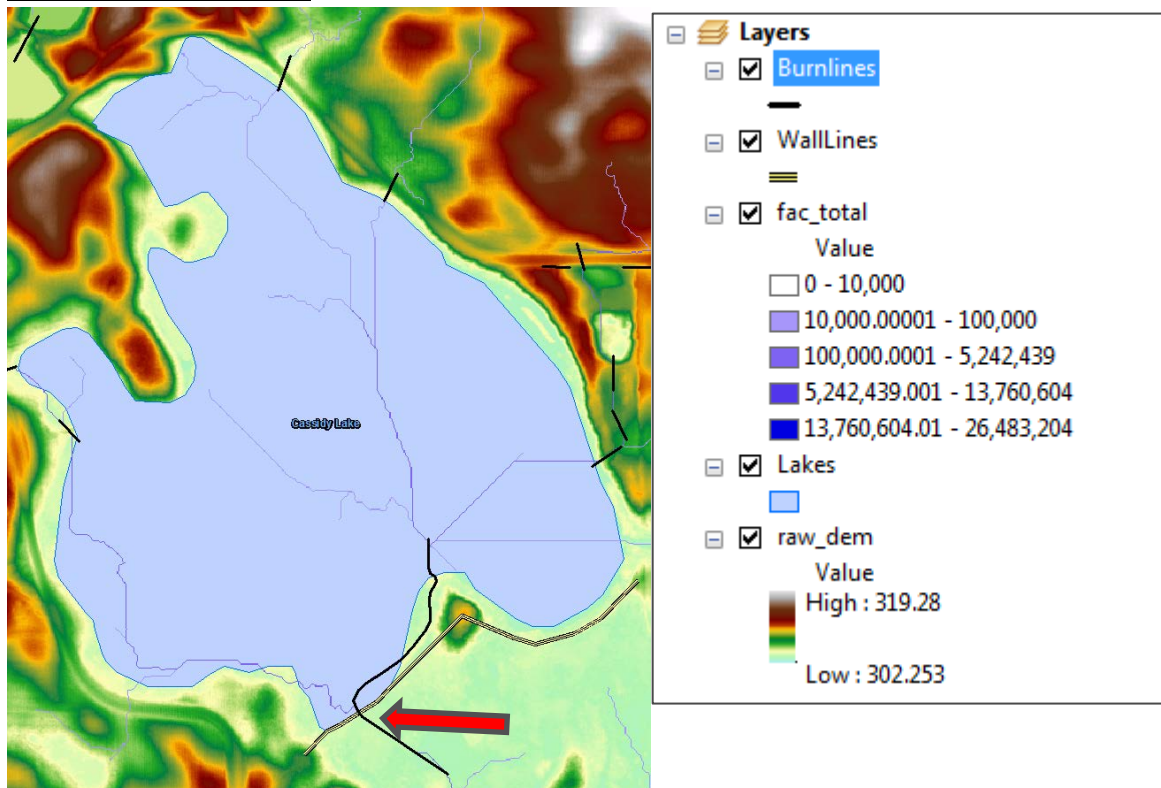 Layers
Burnlines
WallLines
fac_total
Value
0 - 10,000
10,000.00001 - 100,000
100,000.0001 - 5,242,439
5,242,439.001 - 13,760,604
13,760,604.01 - 26,483,204
Lakes
raw_dem
Value
High : 319.28
Low : 302.253
Cassidy Lake